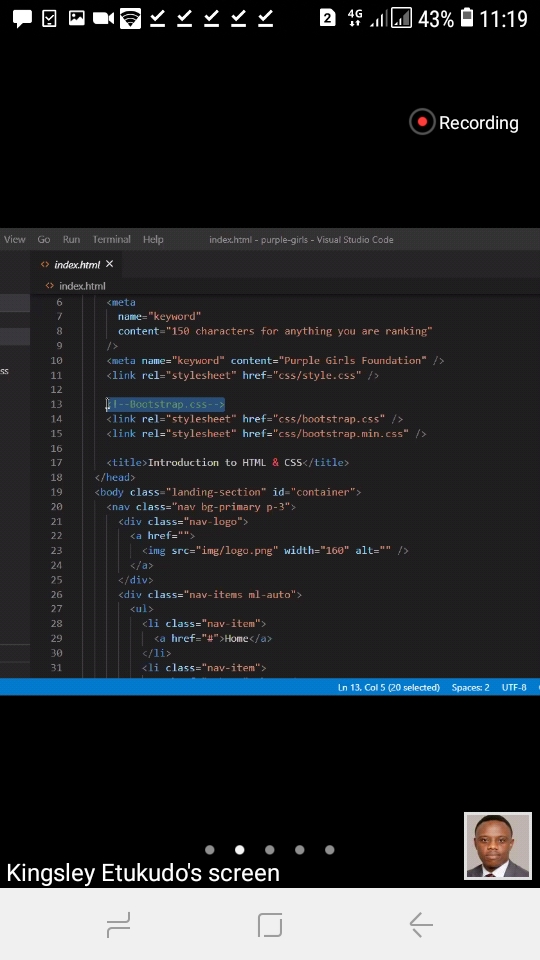 2 4G 43% 11:19
Recording
View Go Run Terminal Help index.html - purple-girls - Visual Studio Code
<> index.html ×
<> index.html
ss
6 <meta
7 name="keyword"
8 content="150 characters for anything you are ranking"
9 />
10 <meta name="keyword" content="Purple Girls Foundation" />
11 <link rel="stylesheet" href="css/style.css" />
12
13 <!--Bootstrap.css-->
14 <link rel="stylesheet" href="css/bootstrap.css" />
15 <link rel="stylesheet" href="css/bootstrap.min.css" />
16
17 <title>Introduction to HTML & CSS</title>
18 </head>
19 <body class="landing-section" id="container">
20 <nav class="nav bg-primary p-3">
21 <div class="nav-logo">
22 <a href="">
23 <img src="img/logo.png" width="160" alt="" />
24 </a>
25 </div>
26 <div class="nav-items ml-auto">
27 <ul>
28 <li class="nav-item">
29 <a href="#">Home</a>
30 </li>
31 <li class="nav-item">
Ln 13, Col 5 (20 selected) Spaces: 2 UTF-8
Kingsley Etukudo's screen